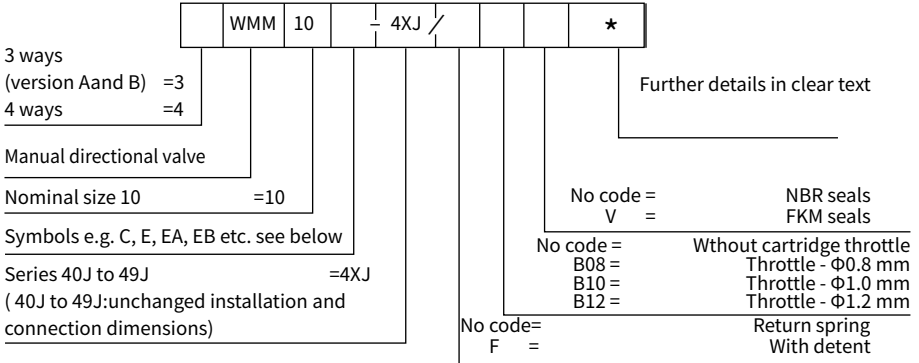 WMM 10 - 4XJ / *
3 ways
(version Aand B) =3
4 ways =4
Further details in clear text
Manual directional valve
Nominal size 10 =10
No code = NBR seals
V = FKM seals
Symbols e.g. C, E, EA, EB etc. see below
No code = Wthout cartridge throttle
B08 = Throttle - Φ0.8 mm
B10 = Throttle - Φ1.0 mm
B12 = Throttle - Φ1.2 mm
Series 40J to 49J =4XJ
( 40J to 49J:unchanged installation and
connection dimensions)
No code= Return spring
F = With detent